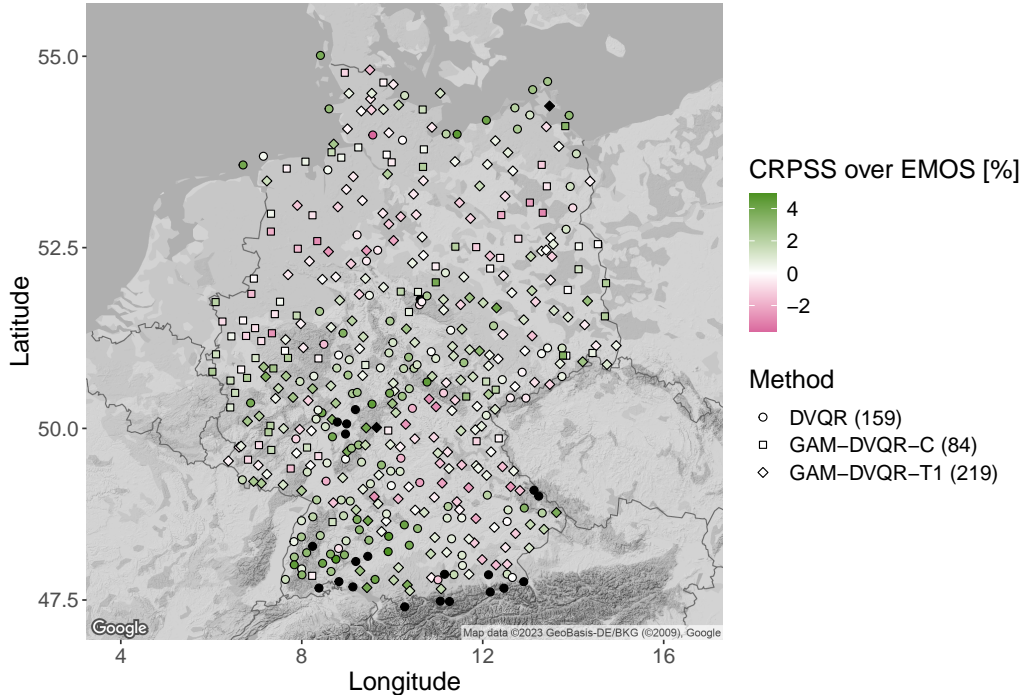 55.0
52.5
50.0
47.5
Latitude
4
8
12
16
Longitude
Google
Map data ©2023 GeoBasis-DE/BKG (©2009), Google
CRPSS over EMOS [%]
4
2
0
−2
Method
DVQR (159)
GAM−DVQR−C (84)
GAM−DVQR−T1 (219)